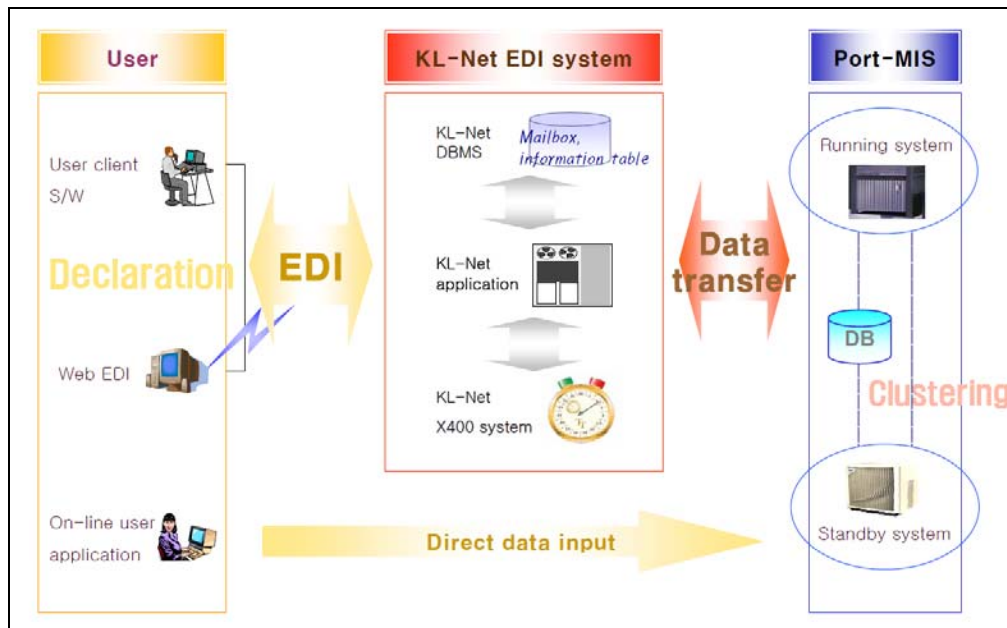 User
KL-Net EDI system
Port-MIS
User client
S/W
Declaration
Web EDI
On-line user
application
EDI
KL-Net
DBMS
Mailbox,
information table
KL-Net
application
KL-Net
X400 system
Data
transfer
Running system
DB
Clustering
Standby system
Direct data input